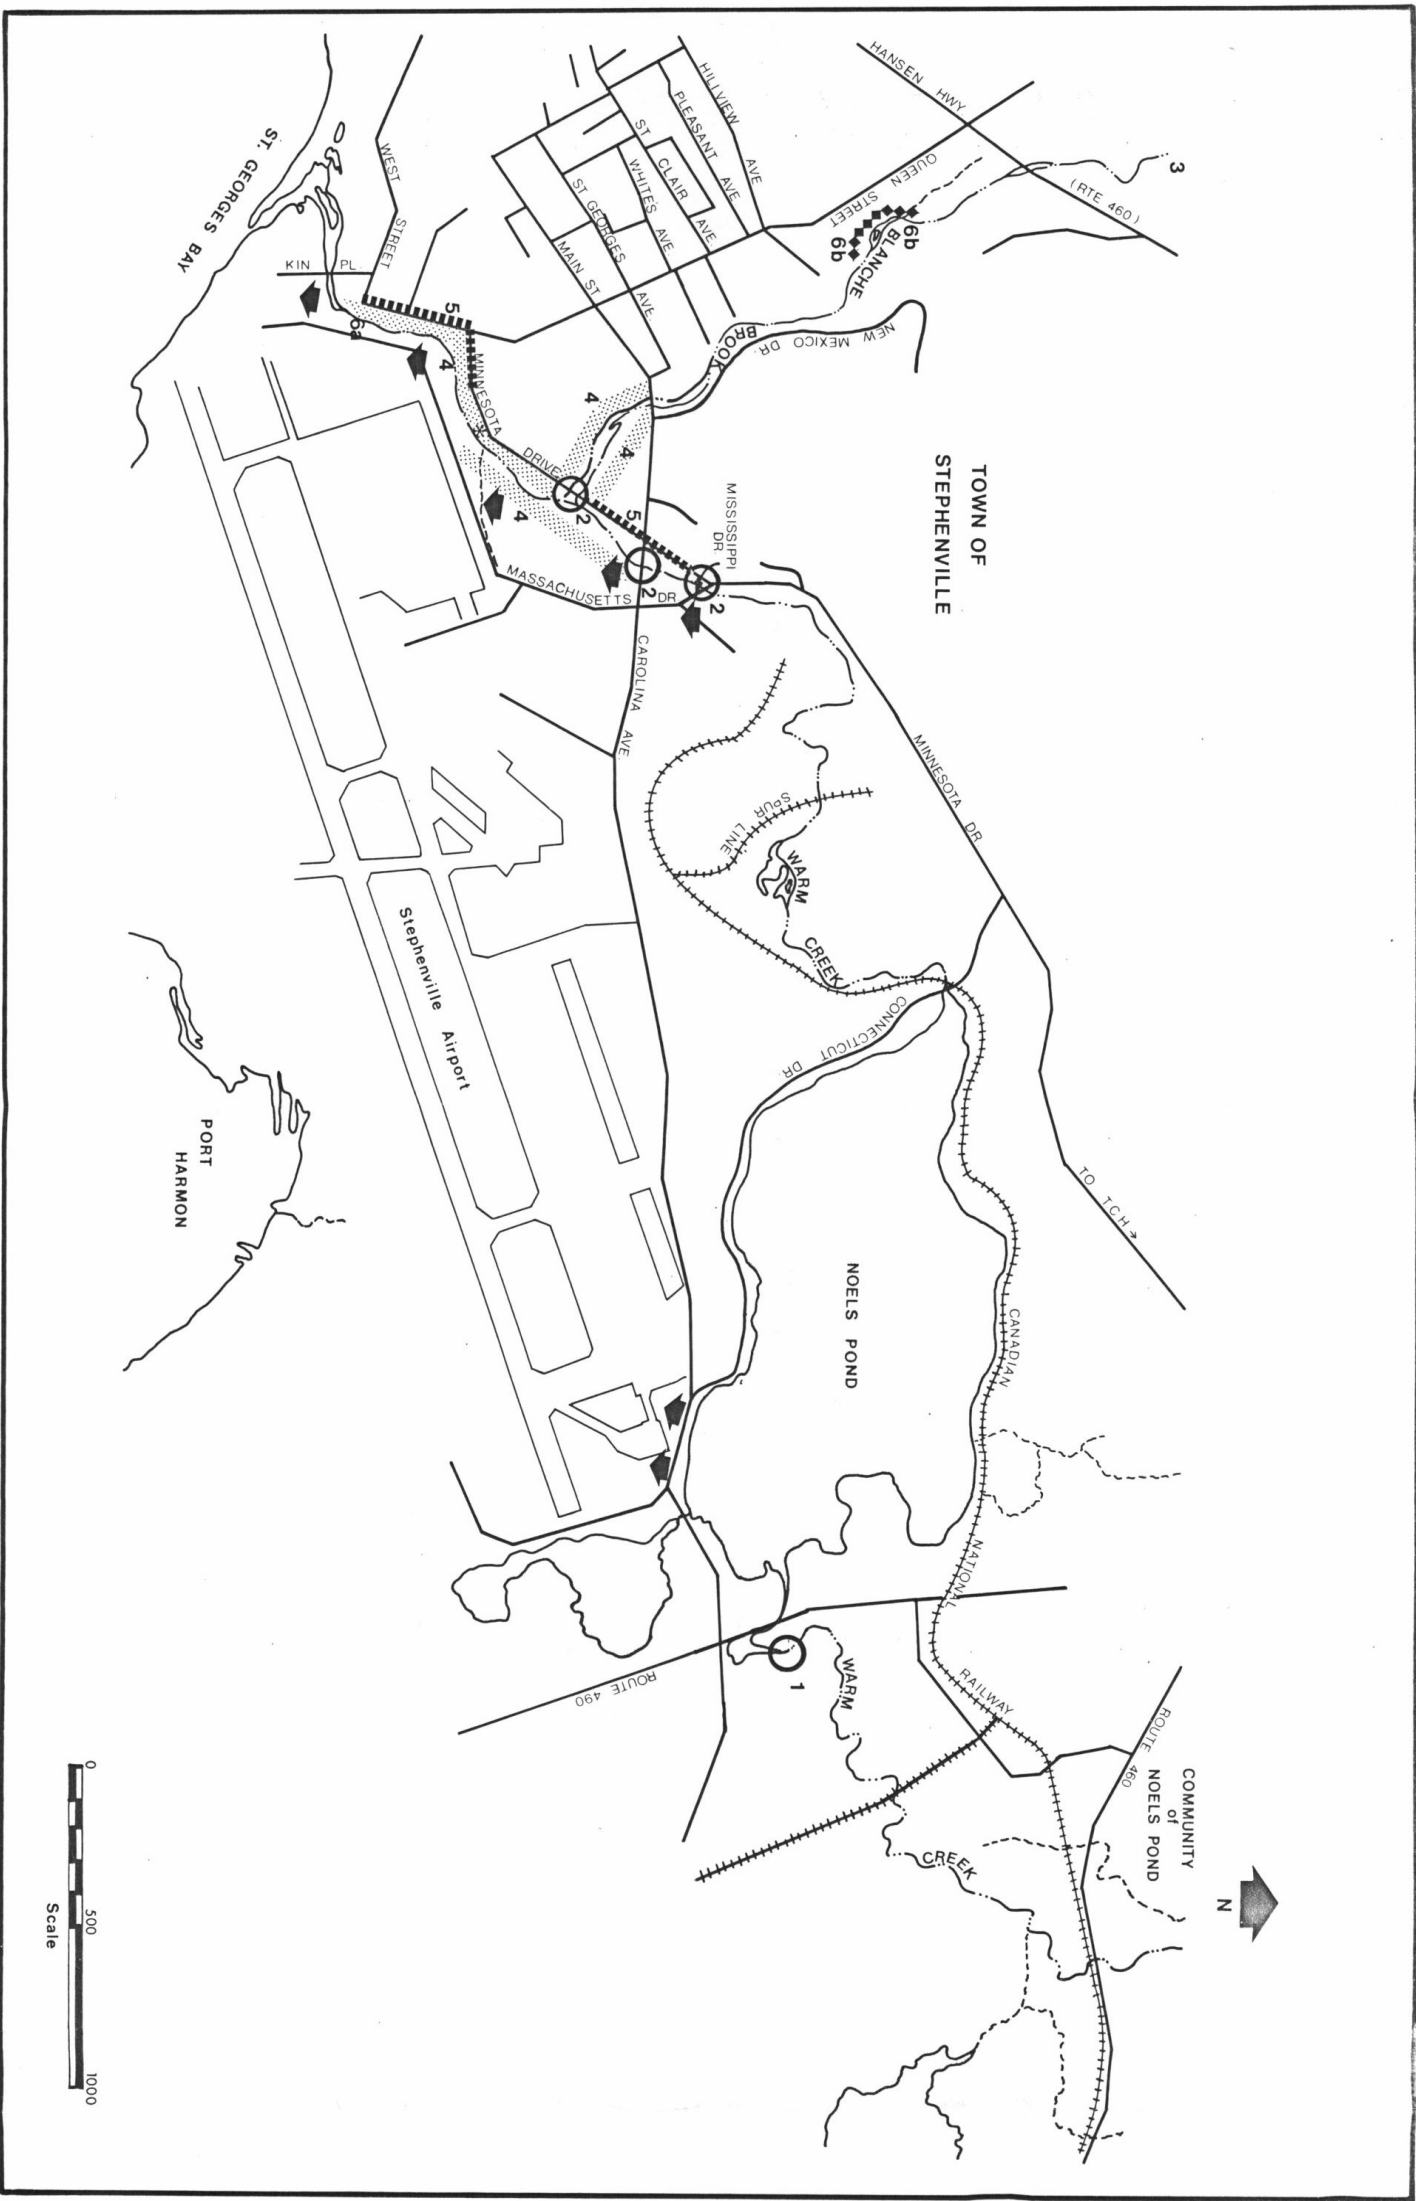 HANSEN HWY
(RTE 460)
3
QUEEN STREET
6b
6b
BLANCHE
BROOK
NEW MEXICO DR.
HILLVIEW AVE
PLEASANT AVE
ST CLAIR AVE
WHITES AVE
ST GEORGES AVE.
MAIN ST
WEST STREET
KIN PL.
ST. GEORGES BAY
6a
5
4
MINNESOTA
DRIVE
4
4
4
5
2
2
2
MISSISSIPPI
DR.
MASSACHUSETTS DR
CAROLINA AVE.
TOWN OF
STEPHENVILLE
MINNESOTA DR
SPUR LINE
WARM
CREEK
CONNECTICUT DR.
TO T.C.H
Stephenville Airport
PORT
HARMON
NOELS POND
CANADIAN
NATIONAL
RAILWAY
ROUTE 490
1
WARM
CREEK
ROUTE 460
COMMUNITY
of
NOELS POND
N
0 500 1000
Scale